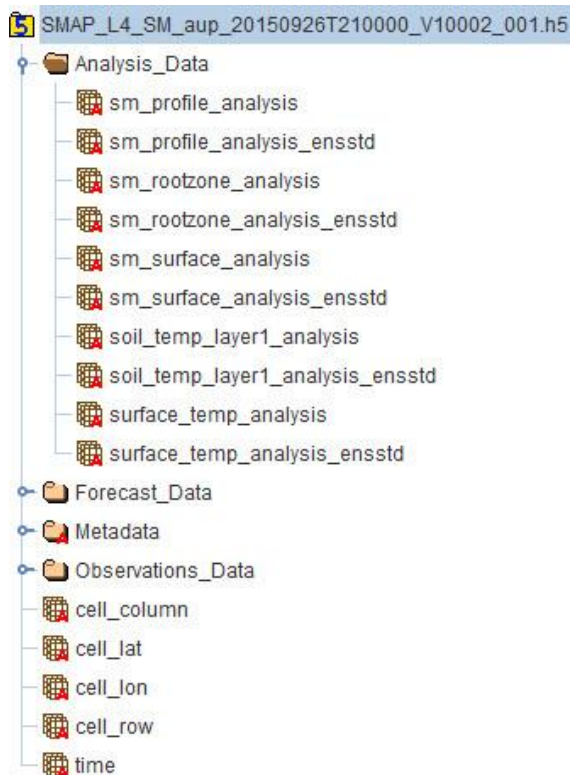 SMAP_L4_SM_aup_20150926T210000_V10002_001.h5
Analysis_Data
sm_profile_analysis
sm_profile_analysis_ensstd
sm_rootzone_analysis
sm_rootzone_analysis_ensstd
sm_surface_analysis
sm_surface_analysis_ensstd
soil_temp_layer1_analysis
soil_temp_layer1_analysis_ensstd
surface_temp_analysis
surface_temp_analysis_ensstd
Forecast_Data
Metadata
Observations_Data
cell_column
cell_lat
cell_lon
cell_row
time